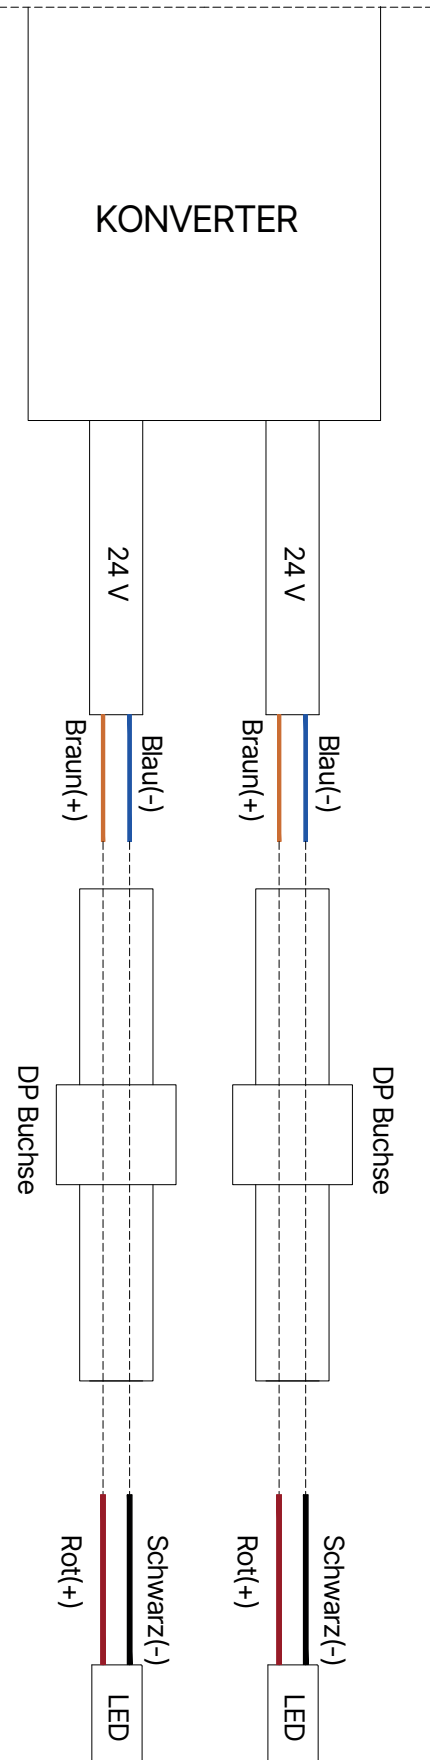 KONVERTER
24 V
24 V
Braun(+)
Blau(-)
Braun(+)
Blau(-)
DP Buchse
DP Buchse
Rot(+)
Schwarz(-)
Rot(+)
Schwarz(-)
LED
LED